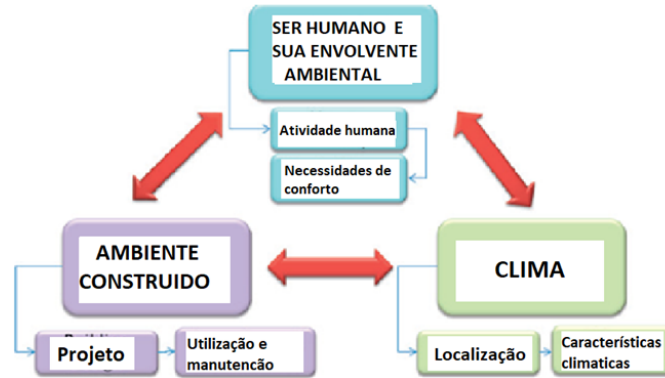 SER HUMANO E
SUA ENVOLVENTE
AMBIENTAL
Atividade humana
Necessidades de
conforto
AMBIENTE
CONSTRUIDO
Projeto
Utilização e
manutencão
CLIMA
Localização
Características
climaticas